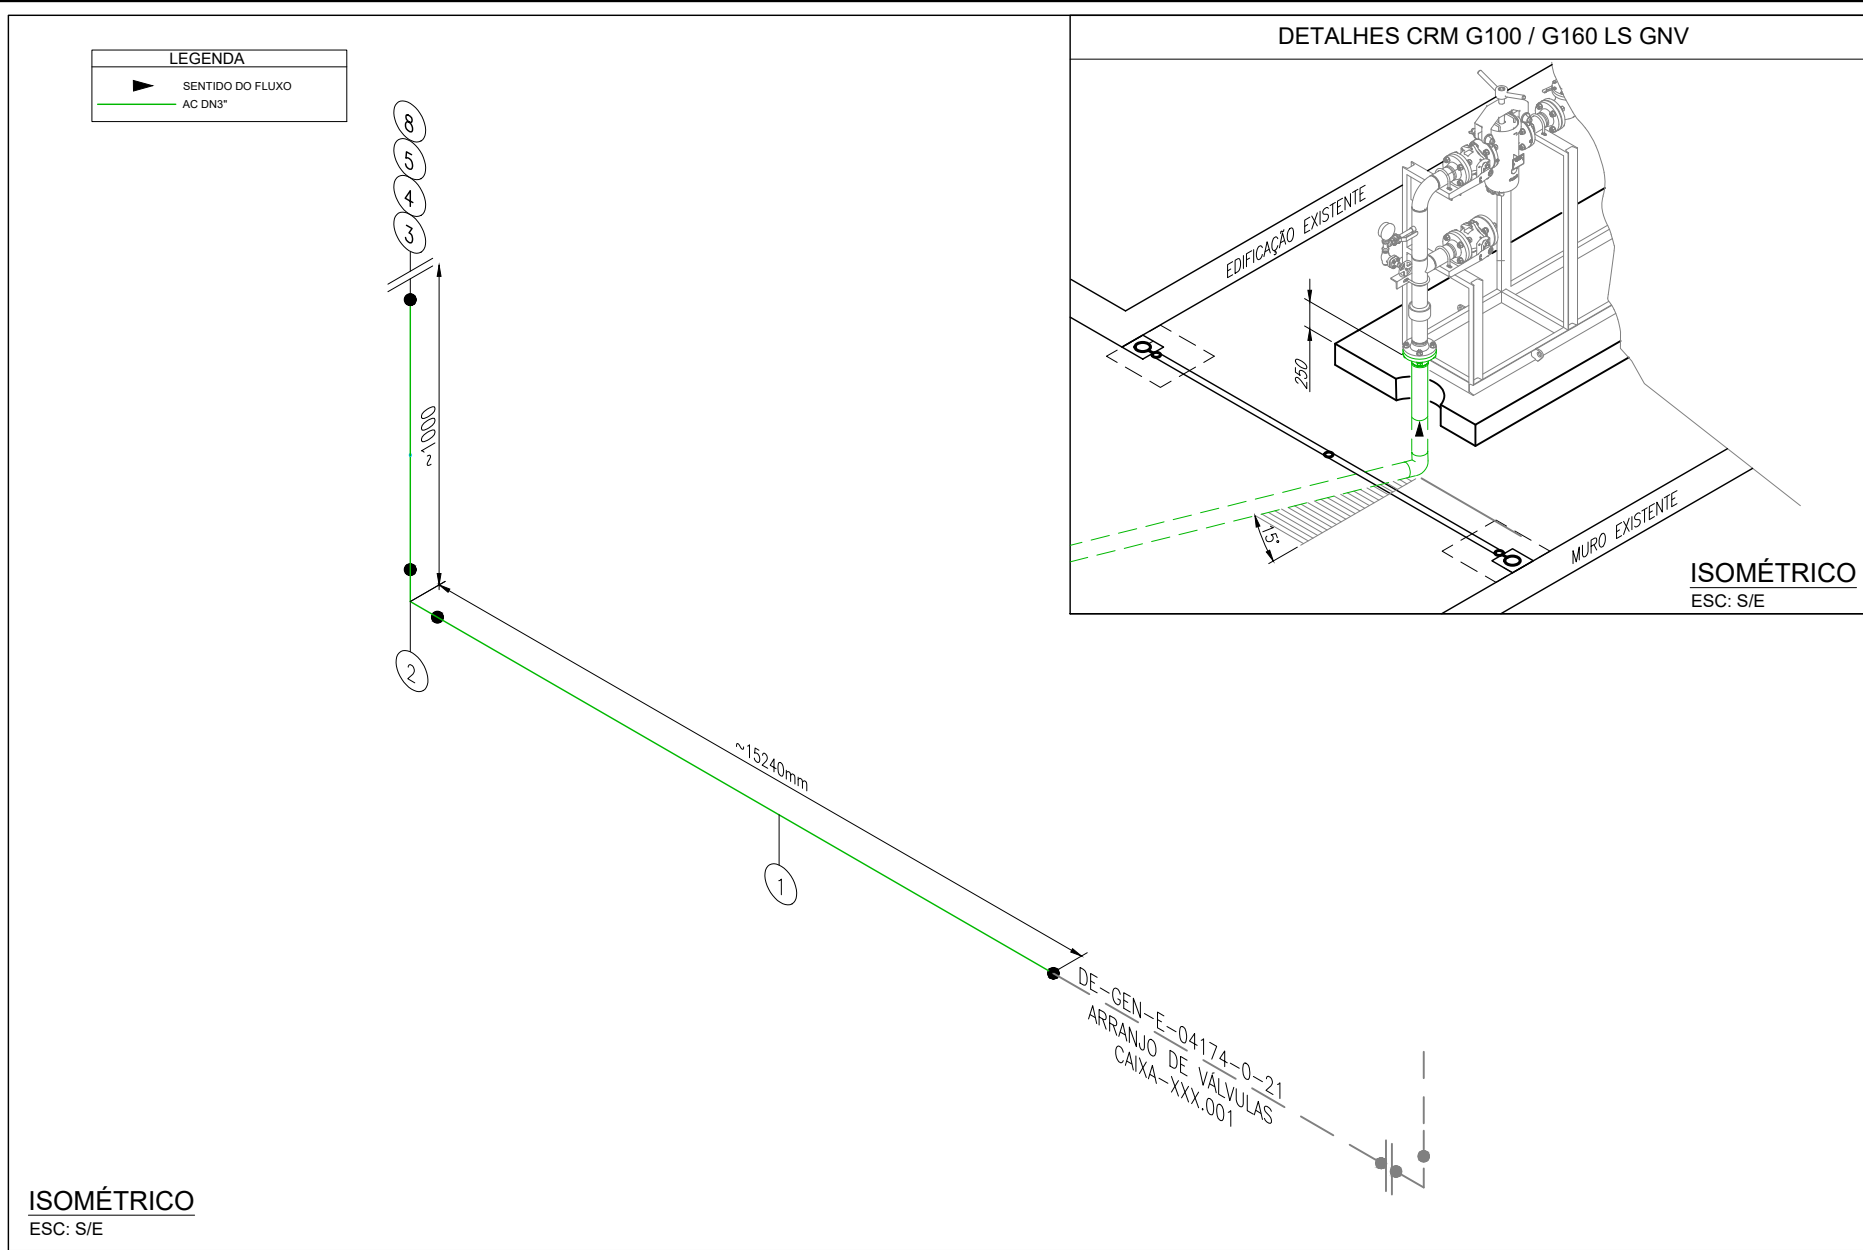 LEGENDA
SENTIDO DO FLUXO
AC DN3"
DETALHES CRM G100 / G160 LS GNV
8
5
4
3
~1000
2
~15240mm
1
DE-GEN-E-04174-0-21
ARRANJO DE VÁLVULAS
CAIXA-XXX.001
EDIFICAÇÃO EXISTENTE
250
15°
MURO EXISTENTE
ISOMÉTRICO
ESC: S/E
ISOMÉTRICO
ESC: S/E